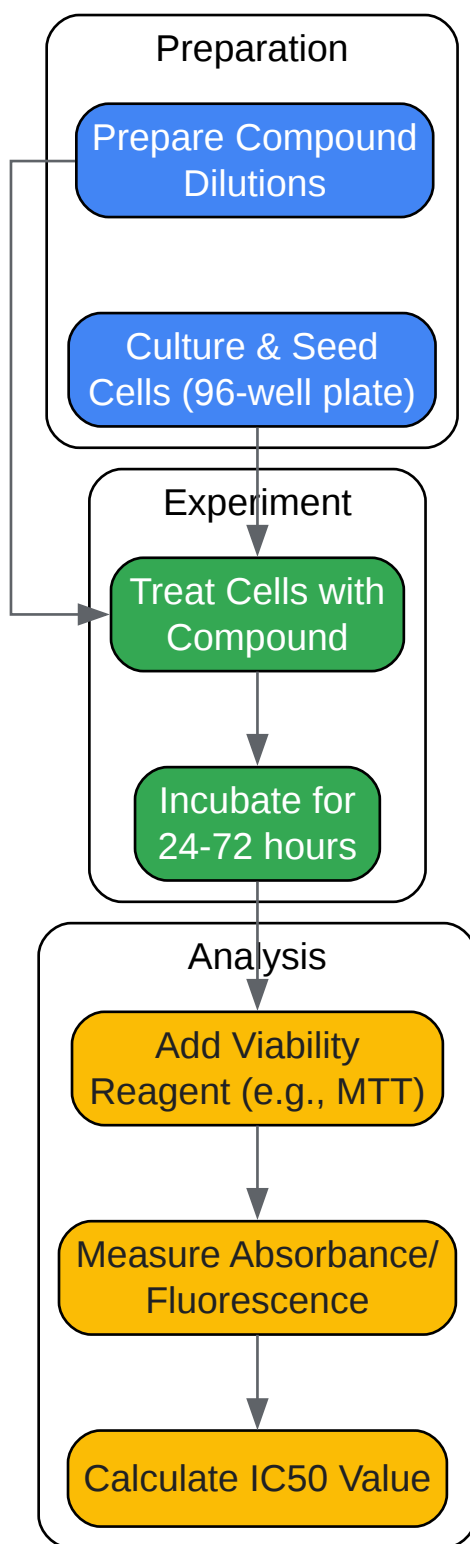 Preparation
Prepare Compound
Dilutions
Culture & Seed
Cells (96-well plate)
Experiment
Treat Cells with
Compound
Incubate for
24-72 hours
Analysis
Add Viability
Reagent (e.g., MTT)
Measure Absorbance/
Fluorescence
Calculate IC50 Value